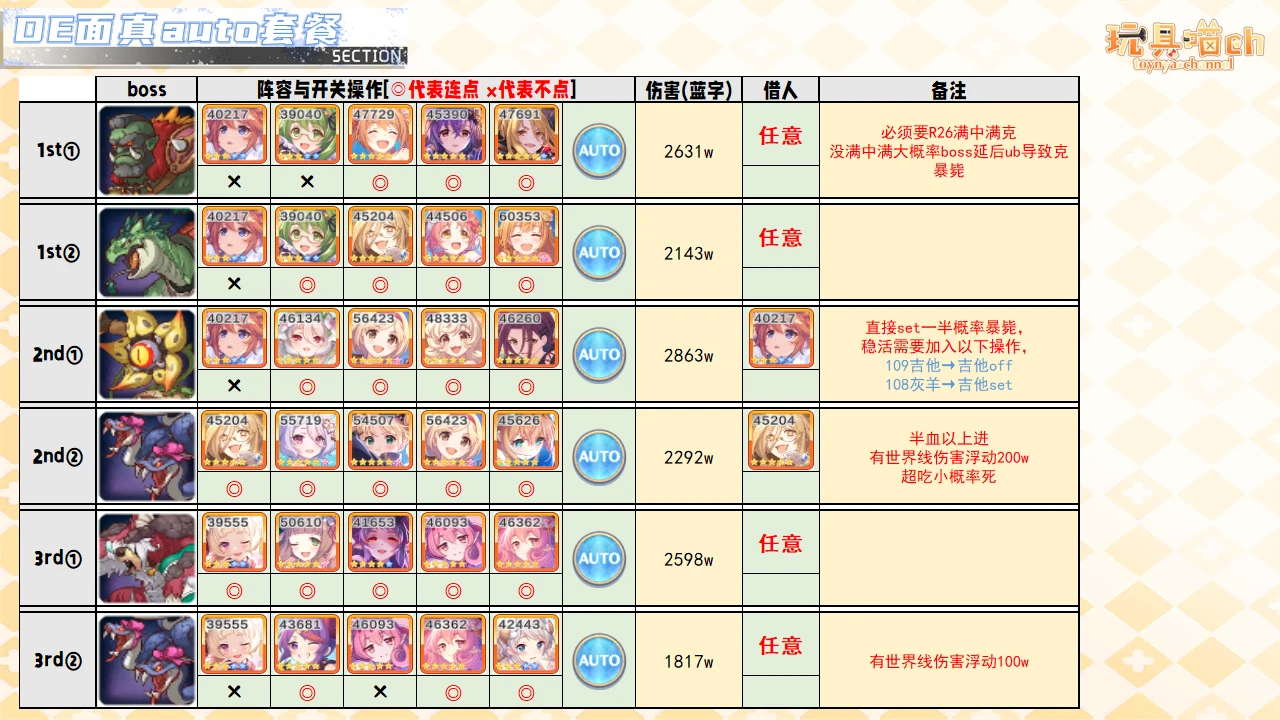 DE面真auto套餐
SECTION
玩具喵ch
toynya-channel
boss 阵容与开关操作[◎代表连点 ×代表不点] 伤害(蓝字) 借人 备注
1st① 40217 39040 47729 45390 47691 AUTO 2631w 任意
× × ◎ ◎ ◎
必须要R26满中满克
没满中满大概率boss延后ub导致克
暴毙
1st② 40217 39040 45204 44506 60353 AUTO 2143w 任意
× ◎ ◎ ◎ ◎
2nd① 40217 46134 56423 48333 46260 AUTO 2863w 40217
× ◎ ◎ ◎ ◎
直接set一半概率暴毙,
稳活需要加入以下操作,
109吉他→吉他off
108灰羊→吉他set
2nd② 45204 55719 54507 56423 45626 AUTO 2292w 45204
◎ ◎ ◎ ◎ ◎
半血以上进
有世界线伤害浮动200w
超吃小概率死
3rd① 39555 50610 41653 46093 46362 AUTO 2598w 任意
◎ ◎ ◎ ◎ ◎
3rd② 39555 43681 46093 46362 42443 AUTO 1817w 任意
× ◎ × ◎ ◎
有世界线伤害浮动100w